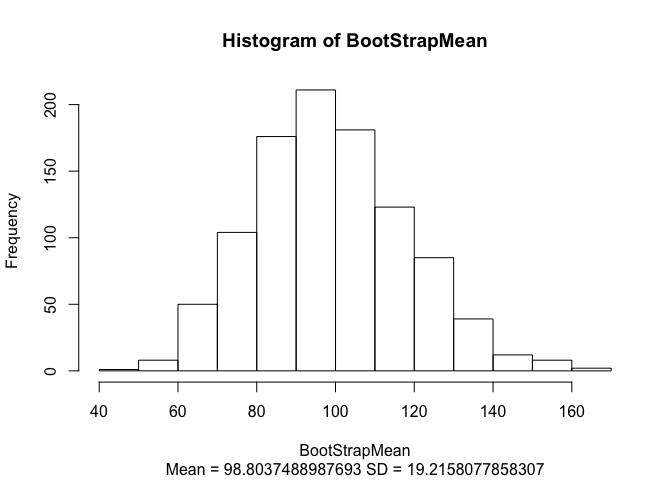 Histogram of BootStrapMean
Frequency
200
150
100
50
0
40 60 80 100 120 140 160
BootStrapMean
Mean = 98.8037488987693 SD = 19.2158077858307